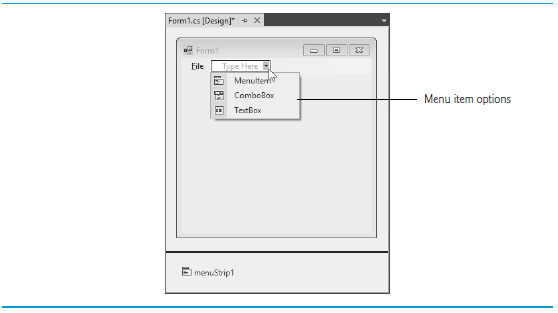 Form1.cs [Design]*
Form1
File Type Here
MenuItem
ComboBox
TextBox
Menu item options
menuStrip1